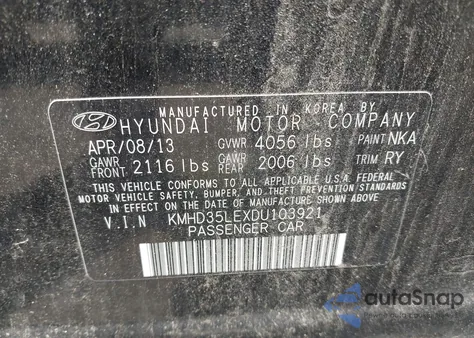 MANUFACTURED IN KOREA BY
HYUNDAI MOTOR COMPANY
APR/08/13 GVWR 4056 lbs PAINT NKA
GAWR FRONT 2116 lbs GAWR REAR 2006 lbs TRIM RY
THIS VEHICLE CONFORMS TO ALL APPLICABLE U.S.A FEDERAL
MOTOR VEHICLE SAFETY, BUMPER, AND THEFT PREVENTION STANDARDS
IN EFFECT ON THE DATE OF MANUFACTURE SHOWN ABOVE
V.I.N KMHD35LEXDU103921
PASSENGER CAR
autoSnap